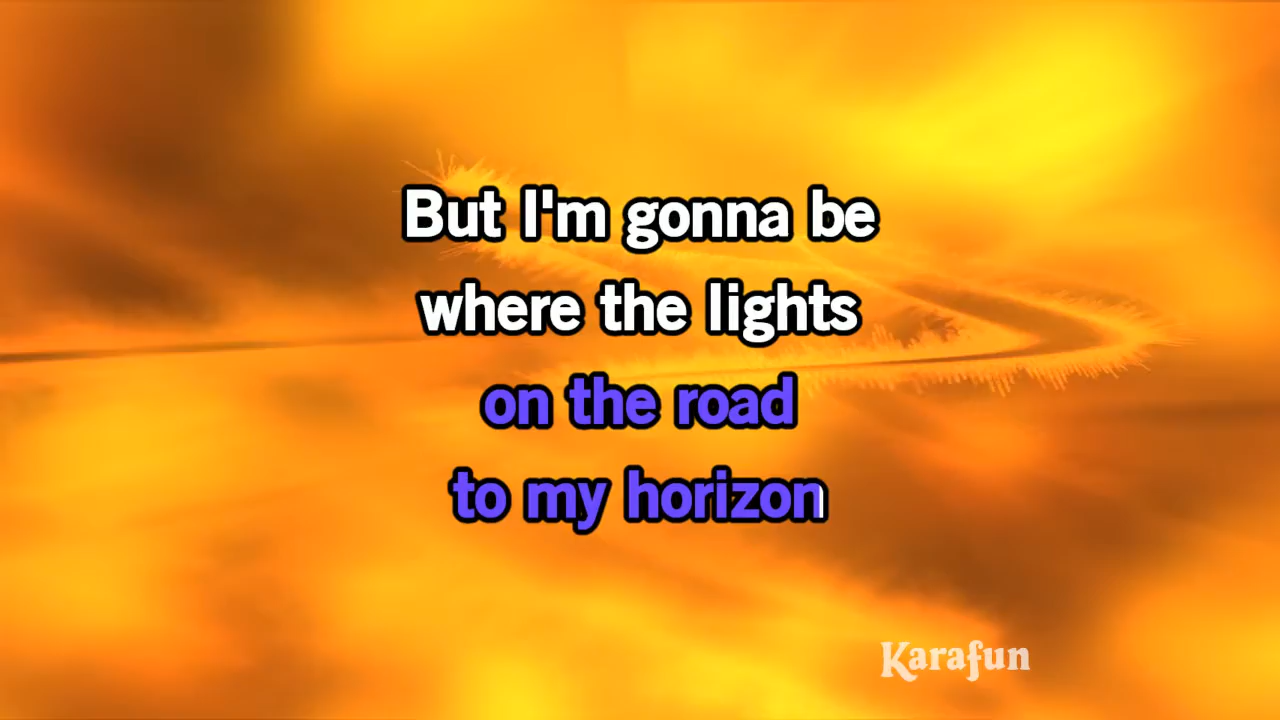 But I'm gonna be
where the lights
on the road
to my horizon
Karafun